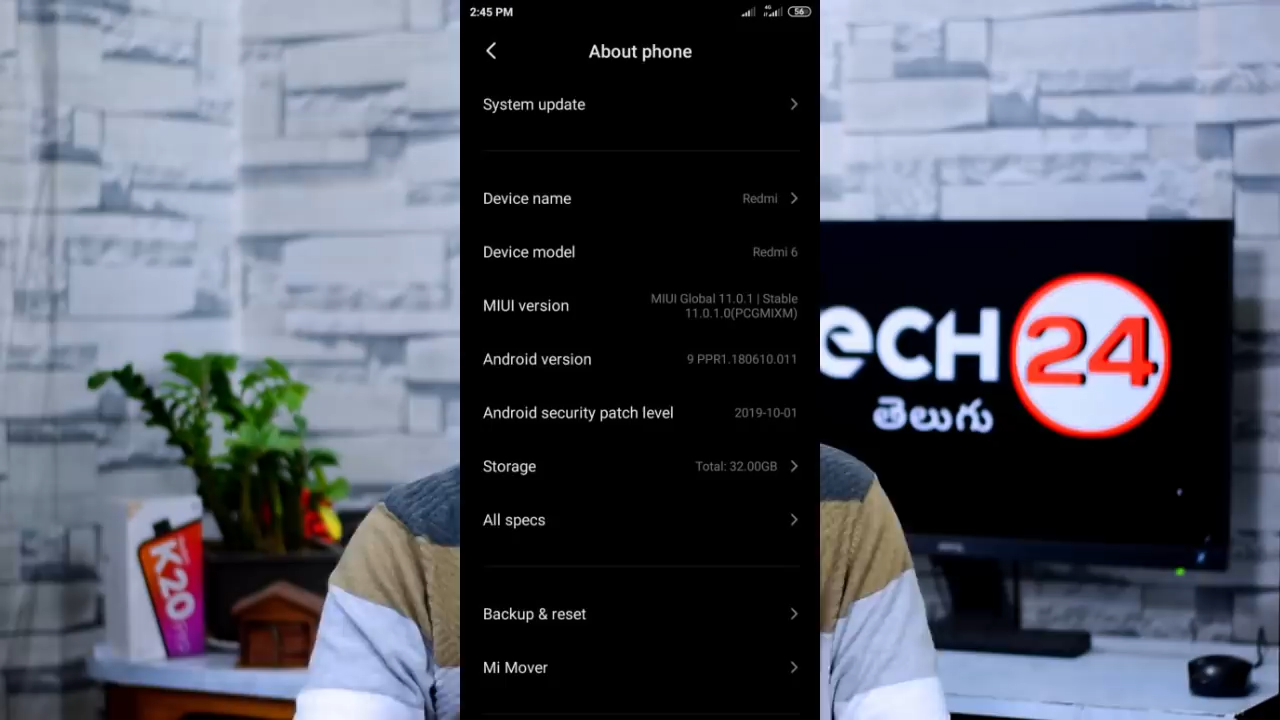 2:45 PM
4G
56
About phone
System update
Device name
Redmi
Device model
Redmi 6
MIUI version
MIUI Global 11.0.1 | Stable
11.0.1.0(PCGMIXM)
Android version
9 PPR1.180610.011
Android security patch level
2019-10-01
Storage
Total: 32.00GB
All specs
Backup & reset
Mi Mover
eCH 24
తెలుగు
K20